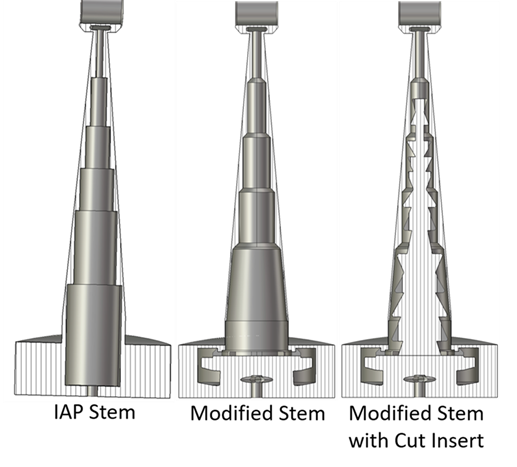 IAP Stem
Modified Stem
Modified Stem
with Cut Insert